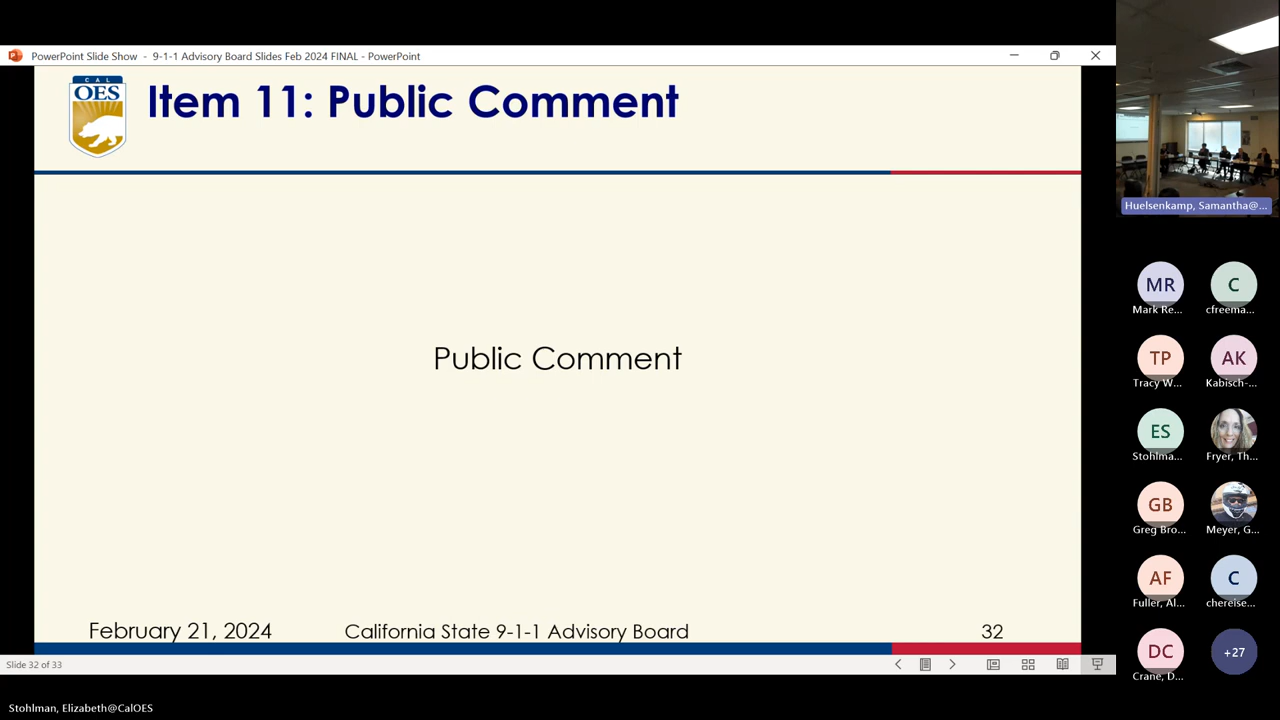 PowerPoint Slide Show - 9-1-1 Advisory Board Slides Feb 2024 FINAL - PowerPoint
CAL
OES
Item 11: Public Comment
Public Comment
February 21, 2024
California State 9-1-1 Advisory Board
32
Slide 32 of 33
Stohlman, Elizabeth@CalOES
Huelsenkamp, Samantha@...
MR
C
Mark Re...
cfreema...
TP
AK
Tracy W...
Kabisch-...
ES
Stohlma...
Fryer, Th...
GB
Greg Bro...
Meyer, G...
AF
C
Fuller, Al...
chereise...
DC
+27
Crane, D...